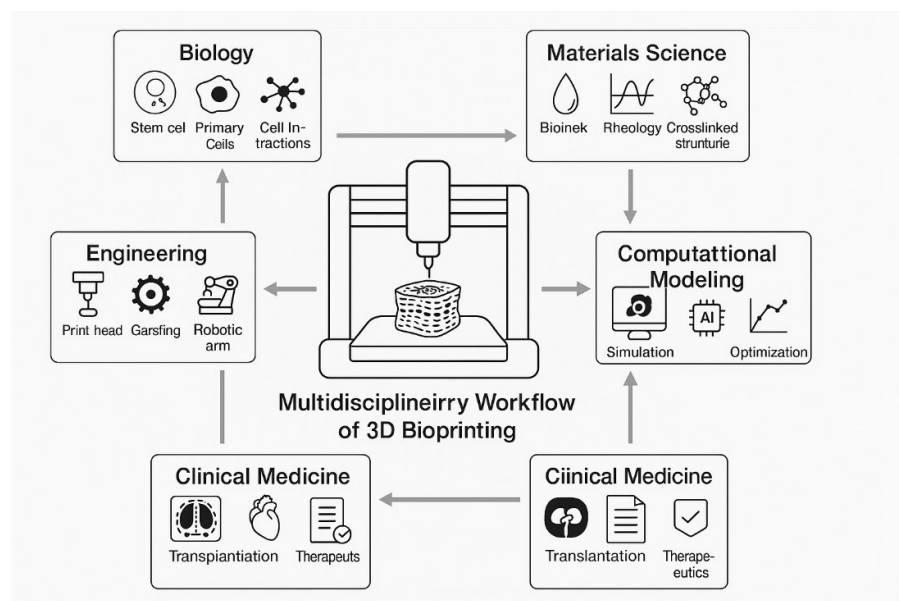 Biology
Stem cel
Primary
Ceils
Cell In-
tractions
Materials Science
Bioinek
Rheology
Crosslinked
strunturie
Engineering
Print head
Garsfing
Robotic
arm
Computattional
Modeling
Simulation
AI
Optimization
Multidisciplineirry Workflow
of 3D Bioprinting
Clinical Medicine
Transpiantiation
Therapeuts
Ciinical Medicine
Translantation
Therape-
eutics